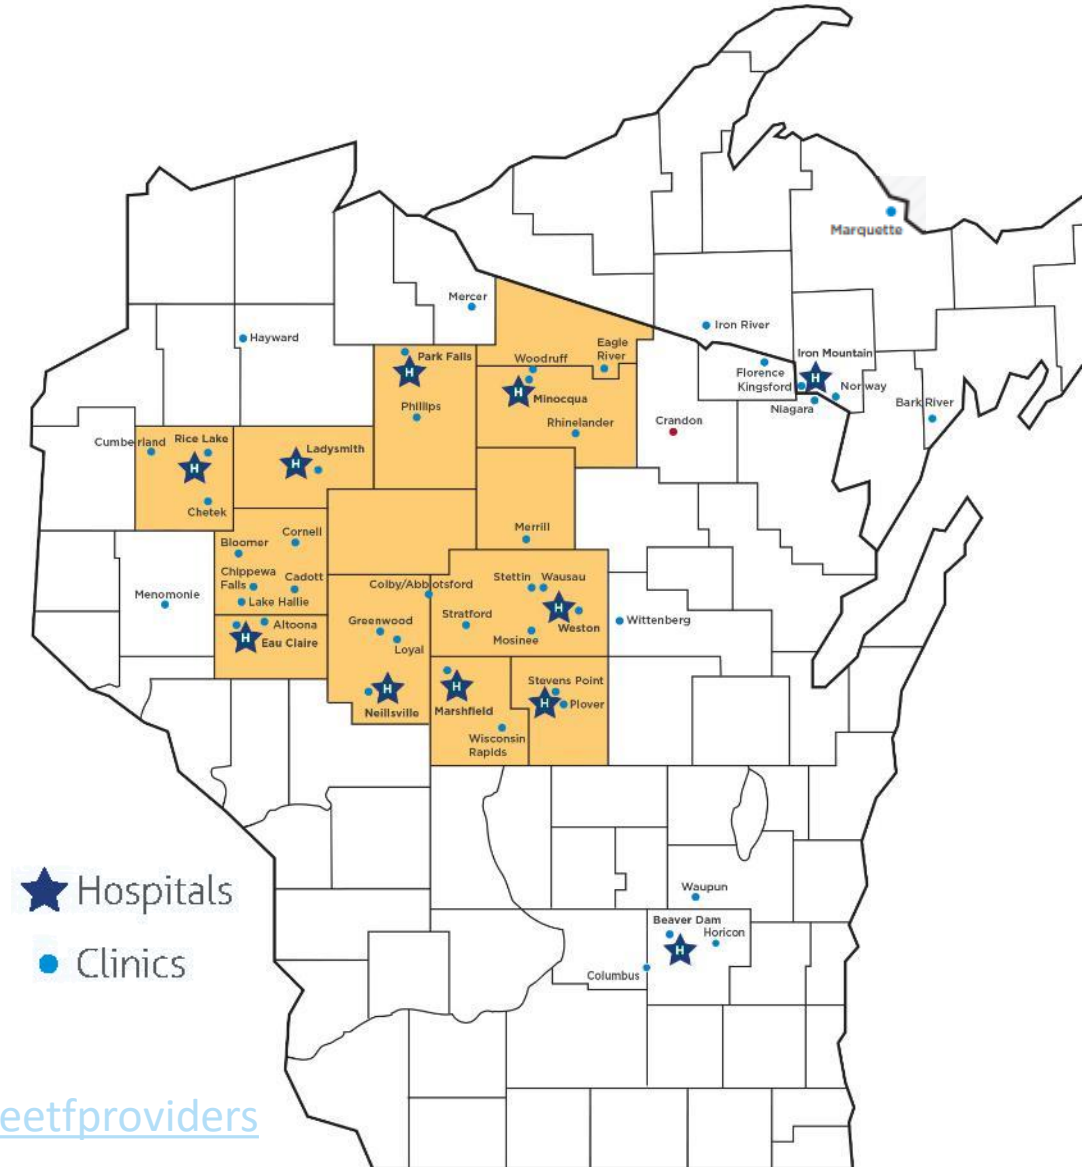 Marquette
Mercer
Iron River
Hayward
Eagle
River
Iron Mountain
Park Falls
Woodruff
Florence
Kingsford
Norway
Minocqua
Niagara
Bark River
Phillips
Crandon
Rhinelander
Cumberland
Rice Lake
Ladysmith
Chetek
Merrill
Cornell
Bloomer
Chippewa
Falls
Cadott
Colby/Abbotsford
Stettin
Wausau
Menomonie
Lake Hallie
Stratford
Greenwood
Altoona
Weston
Wittenberg
Mosinee
Eau Claire
Loyal
Stevens Point
Plover
Neillsville
Marshfield
Wisconsin
Rapids
H
H
H
H
H
H
H
H
H
H
H
Hospitals
Clinics
Waupun
Beaver Dam
Horicon
Columbus
eetfproviders